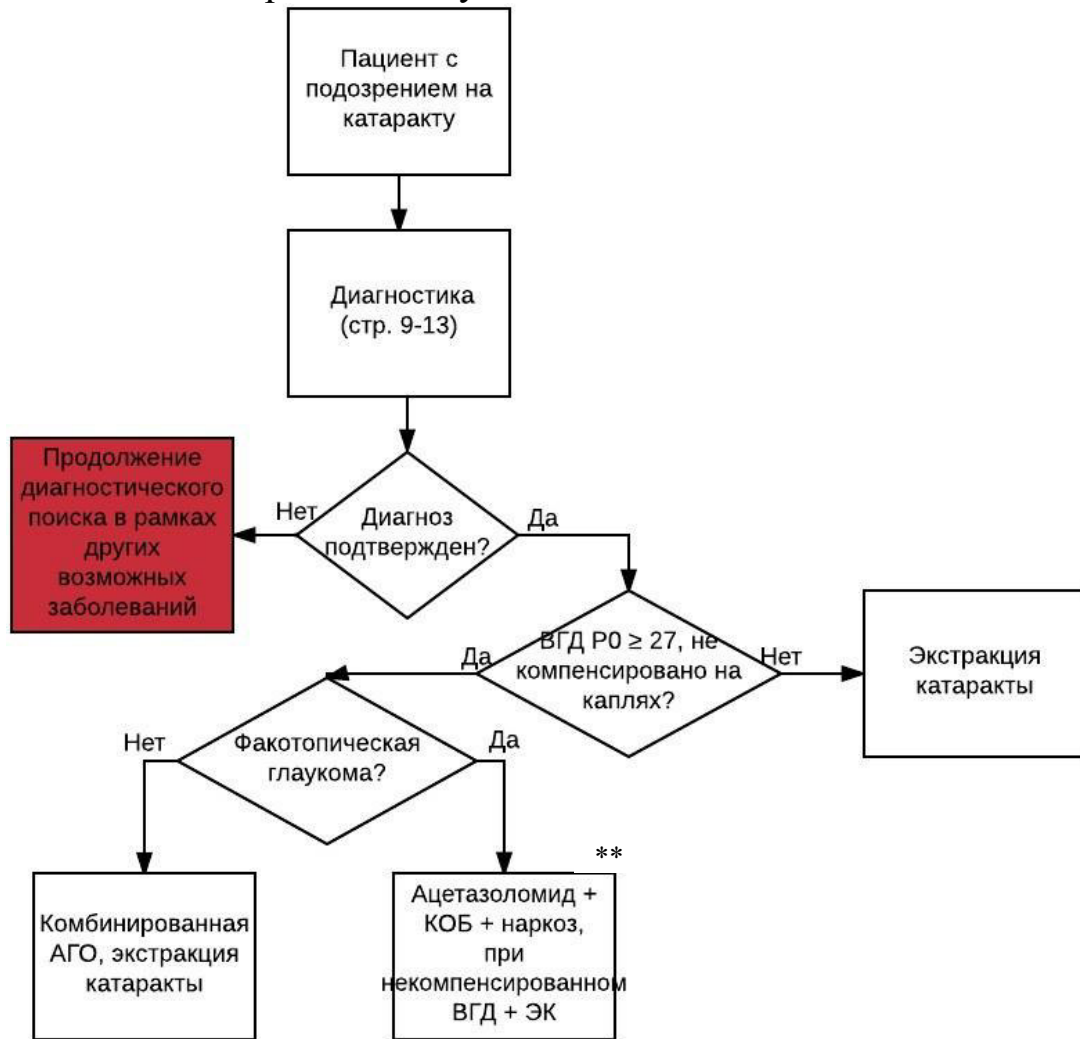 Пациент с
подозрением на
катаракту
Диагностика
(стр. 9-13)
Диагноз
подтвержден?
Нет
Да
Продолжение
диагностического
поиска в рамках
других
возможных
заболеваний
ВГД Р0 ≥ 27, не
компенсировано на
каплях?
Да
Нет
Экстракция
катаракты
Факотопическая
глаукома?
Нет
Да
Комбинированная
АГО, экстракция
катаракты
**
Ацетазоломид +
КОБ + наркоз,
при
некомпенсированном
ВГД + ЭК